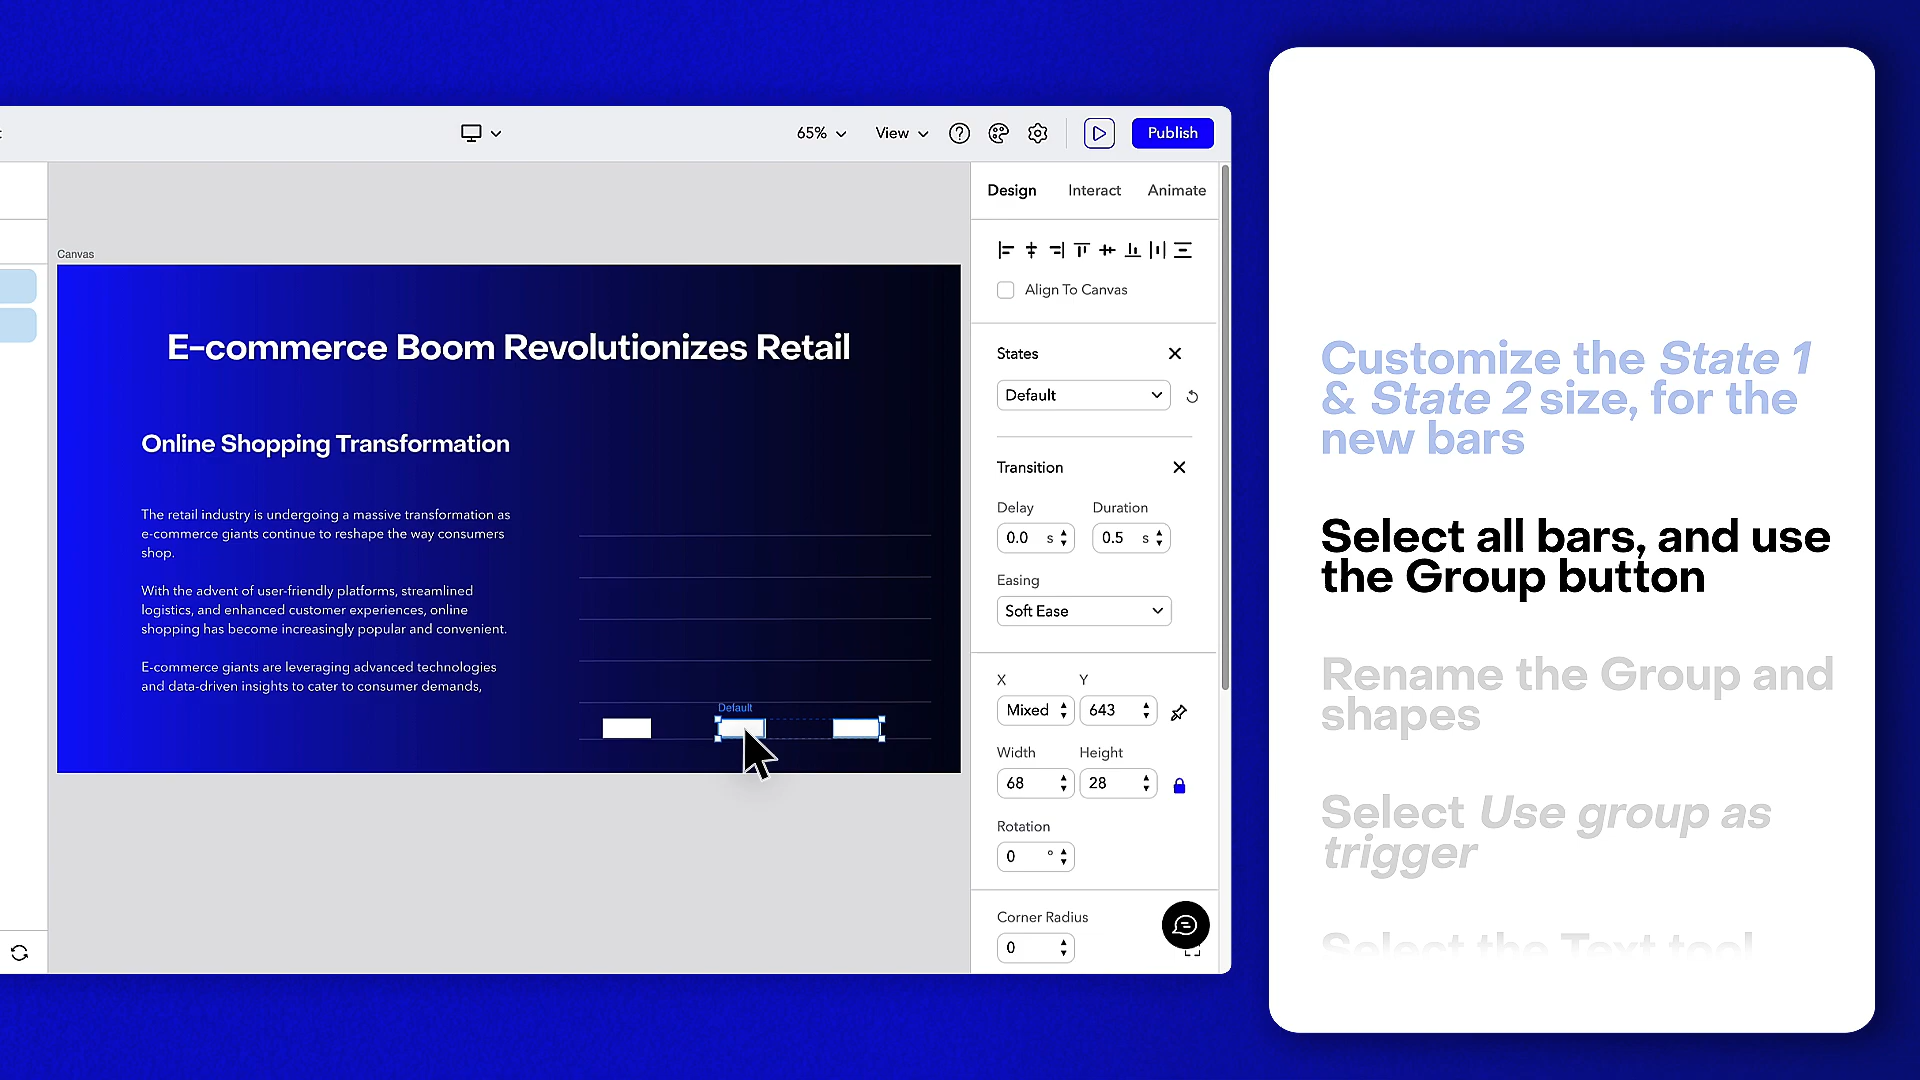 65%
View
Publish
Design
Interact
Animate
Canvas
Align To Canvas
E-commerce Boom Revolutionizes Retail
States
Default
Online Shopping Transformation
Transition
Delay
Duration
0.0 s
0.5 s
The retail industry is undergoing a massive transformation as
e-commerce giants continue to reshape the way consumers
shop.
Easing
Soft Ease
With the advent of user-friendly platforms, streamlined
logistics, and enhanced customer experiences, online
shopping has become increasingly popular and convenient.
E-commerce giants are leveraging advanced technologies
and data-driven insights to cater to consumer demands,
X
Y
Mixed
643
Default
Width
Height
68
28
Rotation
0 °
Corner Radius
0
Customize the State 1
& State 2 size, for the
new bars
Select all bars, and use
the Group button
Rename the Group and
shapes
Select Use group as
trigger
Select the Text tool